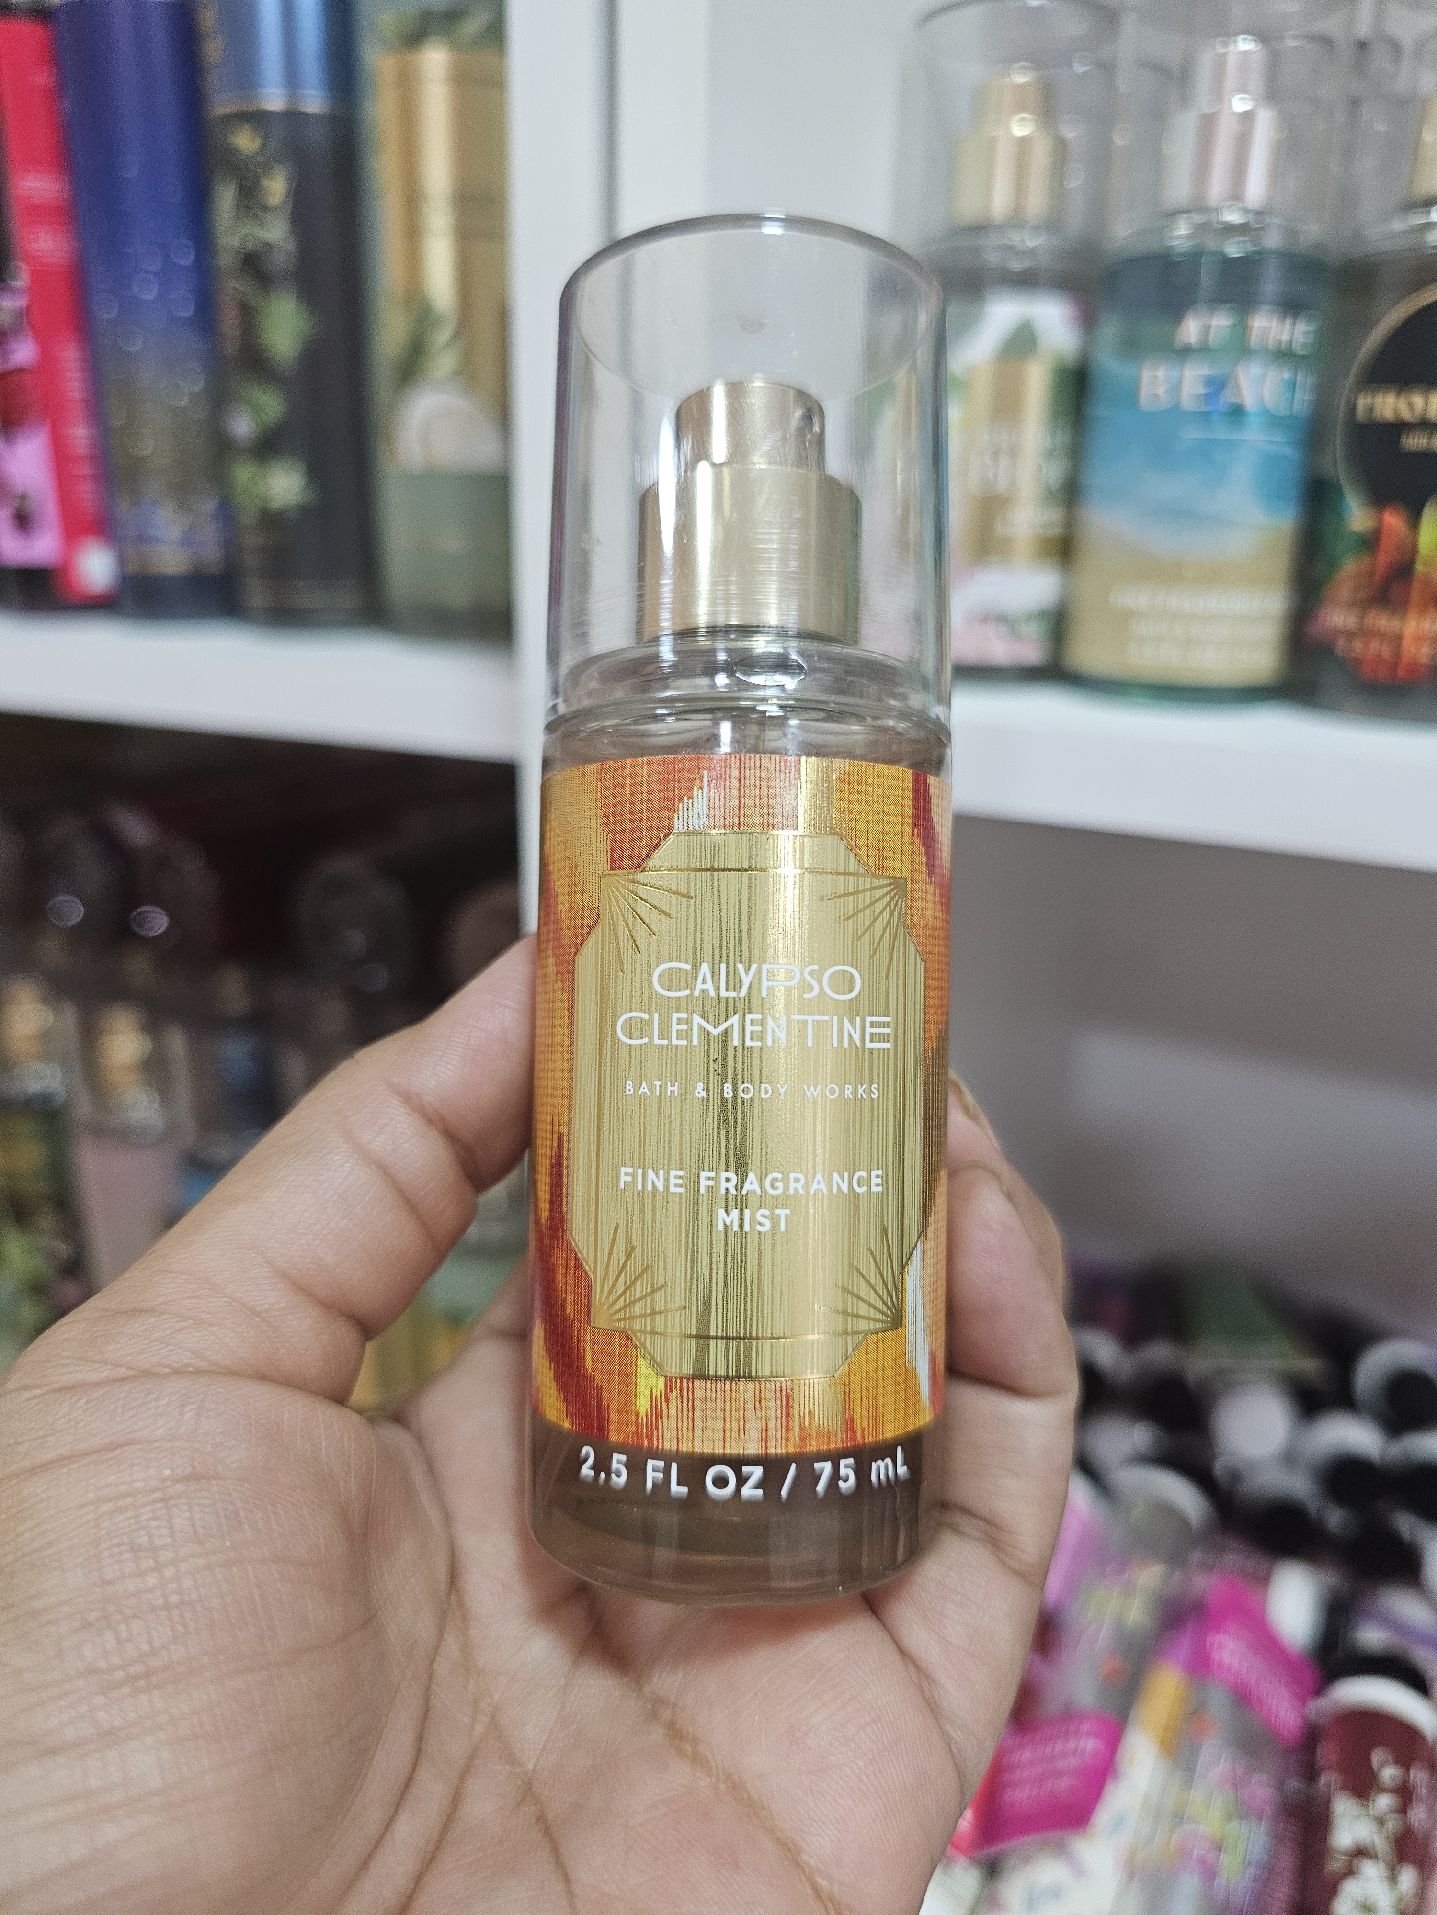 CALYPSO
CLEMENTINE
BATH & BODY WORKS
FINE FRAGRANCE
MIST
2.5 FL OZ / 75 mL
AT THE
BEACH